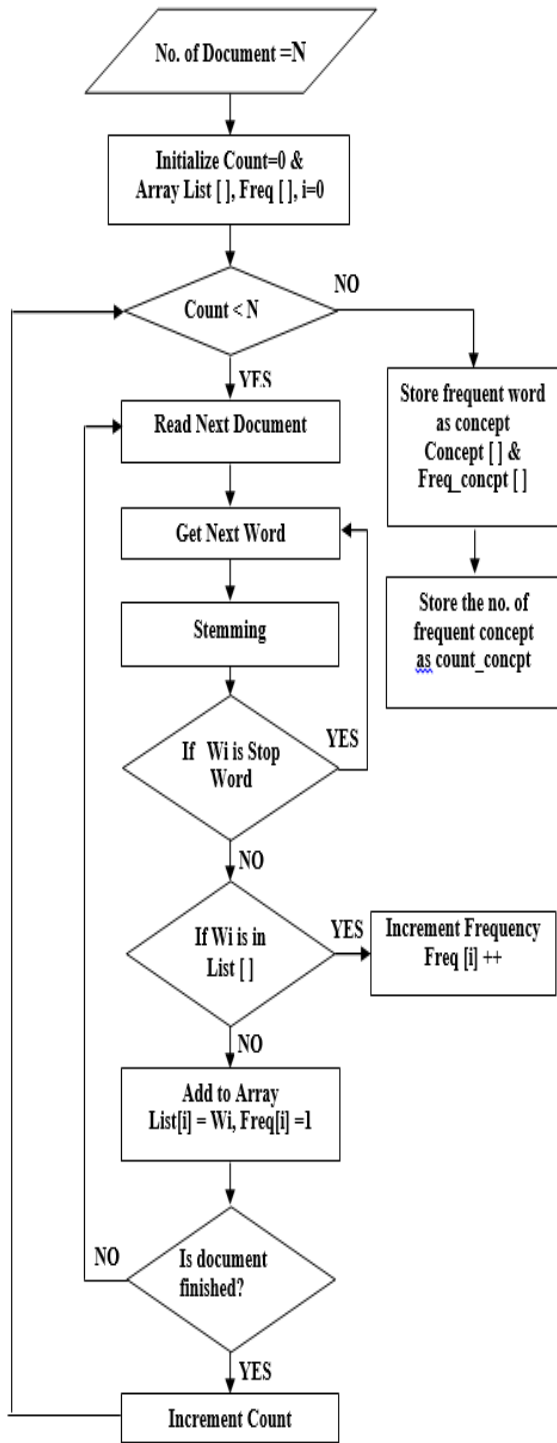 No. of Document =N
Initialize Count=0 &
Array List [ ], Freq [ ], i=0
Count < N
NO
YES
Store frequent word
as concept
Concept [ ] &
Freq_concpt [ ]
Read Next Document
Get Next Word
Store the no. of
frequent concept
as count_concpt
Stemming
If Wi is Stop
Word
YES
NO
If Wi is in
List [ ]
YES
Increment Frequency
Freq [i] ++
NO
Add to Array
List[i] = Wi, Freq[i] =1
Is document
finished?
NO
YES
Increment Count